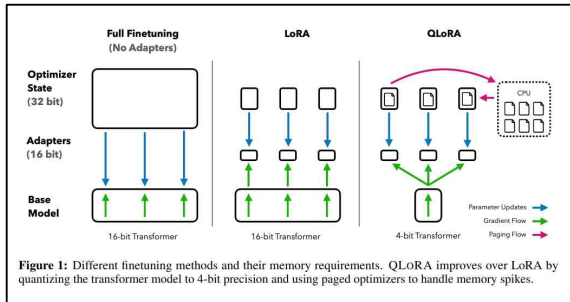 Full Finetuning
(No Adapters)
LoRA
QLoRA
Optimizer
State
(32 bit)
CPU
Adapters
(16 bit)
Base
Model
16-bit Transformer
16-bit Transformer
4-bit Transformer
Parameter Updates
Gradient Flow
Paging Flow
Figure 1: Different finetuning methods and their memory requirements. QLORA improves over LoRA by
quantizing the transformer model to 4-bit precision and using paged optimizers to handle memory spikes.